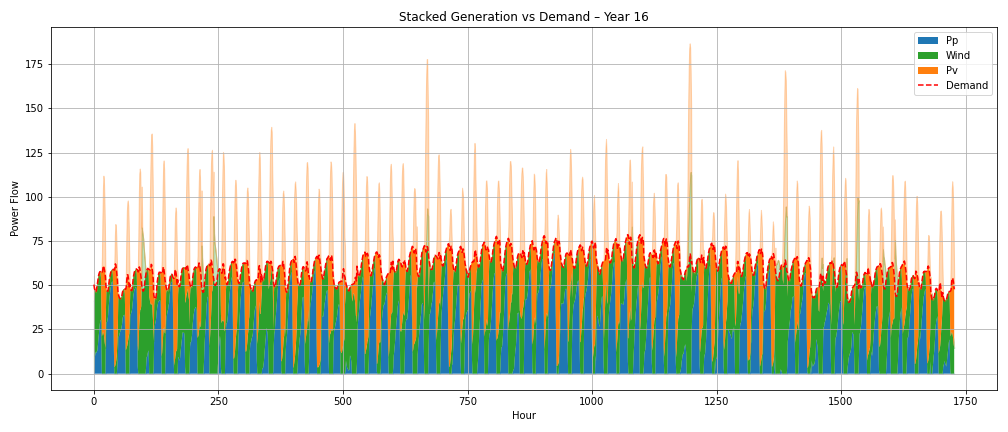 Stacked Generation vs Demand – Year 16
Pp
Wind
Pv
Demand
Power Flow
175
150
125
100
75
50
25
0
0 250 500 750 1000 1250 1500 1750
Hour